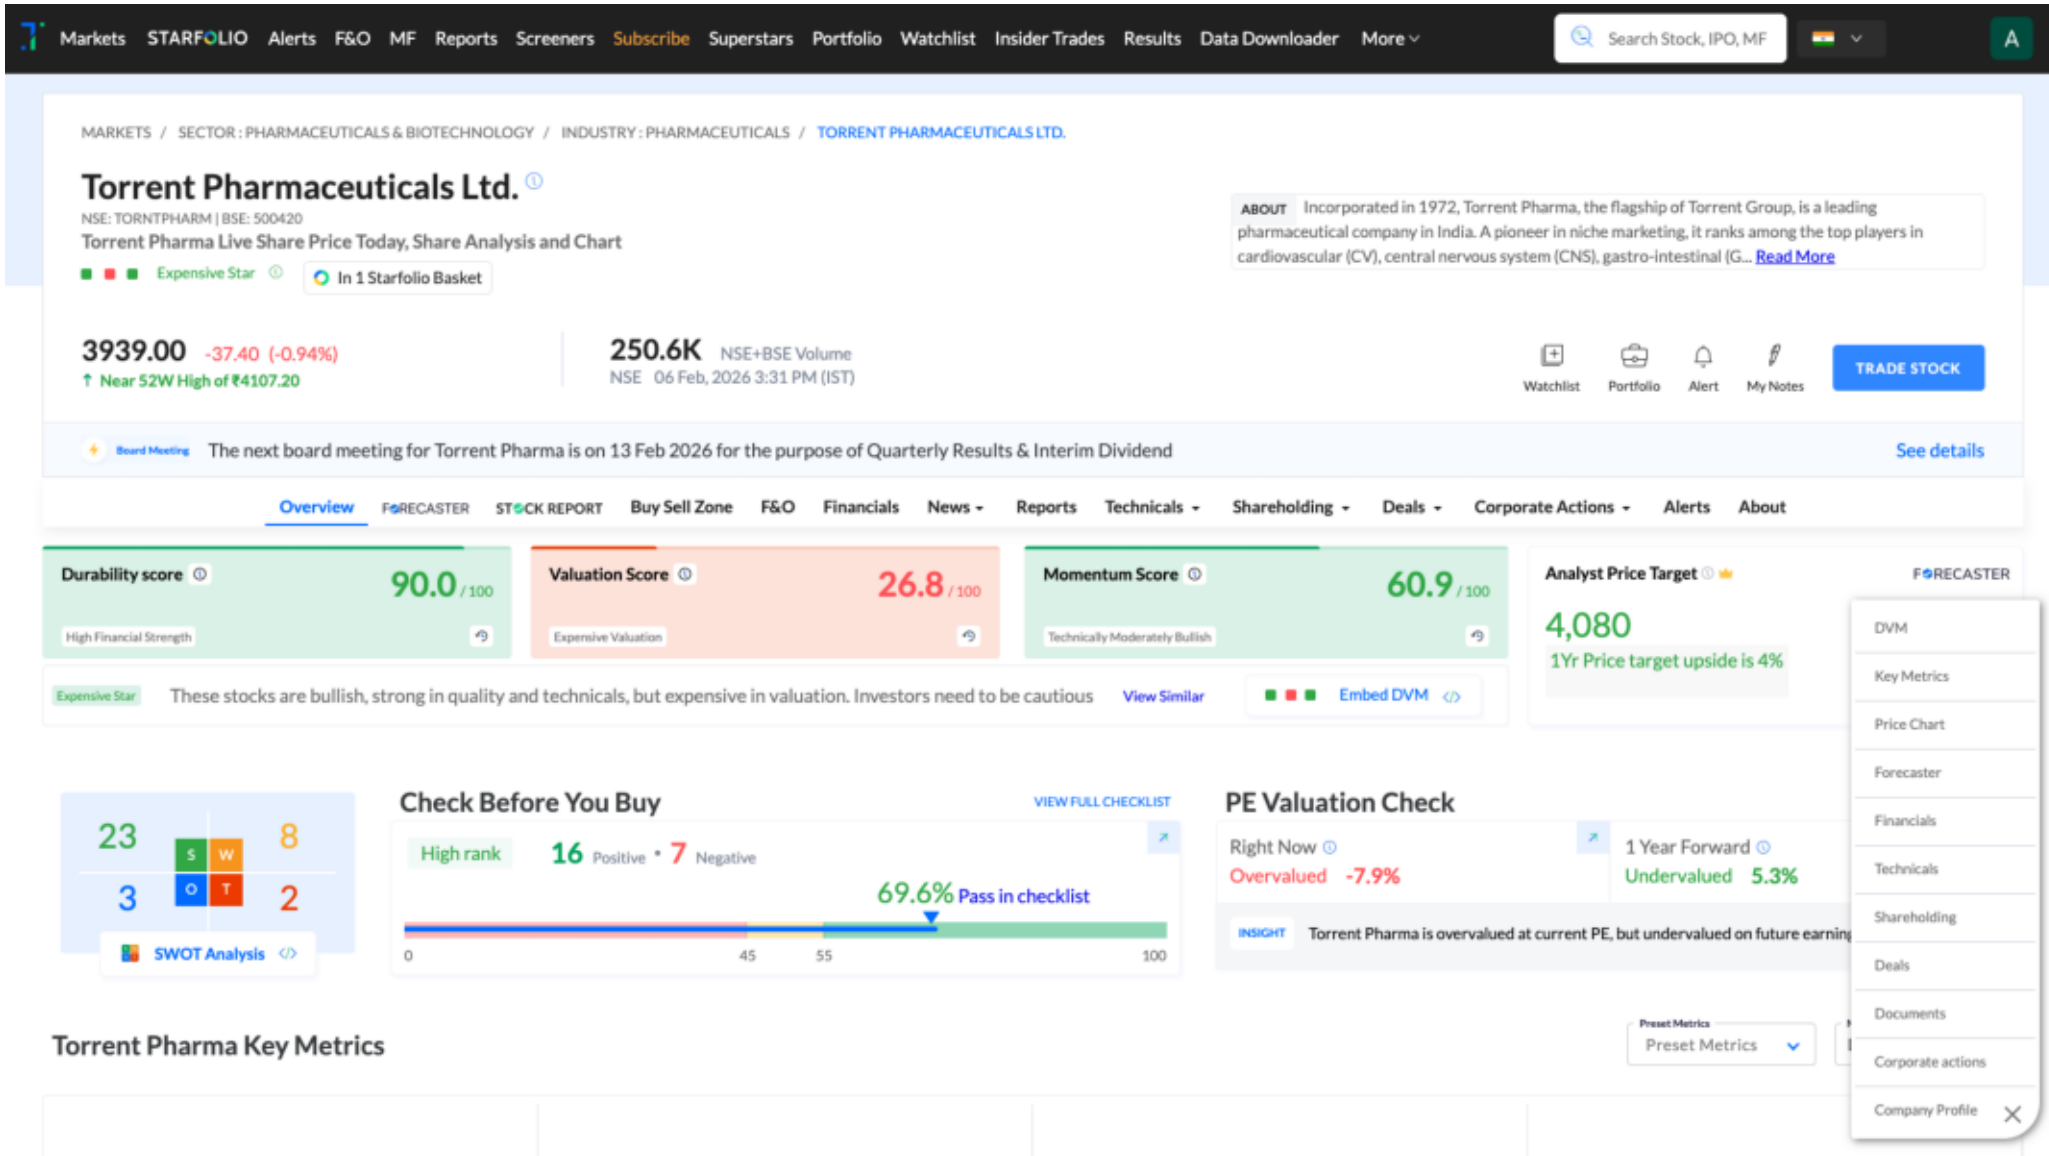 Markets STARFOLIO Alerts F&O MF Reports Screeners Subscribe Superstars Portfolio Watchlist Insider Trades Results Data Downloader More Search Stock, IPO, MF A
MARKETS / SECTOR : PHARMACEUTICALS & BIOTECHNOLOGY / INDUSTRY : PHARMACEUTICALS / TORRENT PHARMACEUTICALS LTD.
Torrent Pharmaceuticals Ltd.
NSE: TORNTPHARM | BSE: 500420
Torrent Pharma Live Share Price Today, Share Analysis and Chart
Expensive Star In 1 Starfolio Basket
ABOUT Incorporated in 1972, Torrent Pharma, the flagship of Torrent Group, is a leading
pharmaceutical company in India. A pioneer in niche marketing, it ranks among the top players in
cardiovascular (CV), central nervous system (CNS), gastro-intestinal (G... Read More
3939.00 -37.40 (-0.94%)
↑ Near 52W High of ₹4107.20
250.6K NSE+BSE Volume
NSE 06 Feb, 2026 3:31 PM (IST)
Watchlist Portfolio Alert My Notes TRADE STOCK
Board Meeting The next board meeting for Torrent Pharma is on 13 Feb 2026 for the purpose of Quarterly Results & Interim Dividend See details
Overview FORECASTER STOCK REPORT Buy Sell Zone F&O Financials News Reports Technicals Shareholding Deals Corporate Actions Alerts About
Durability score 90.0 / 100
High Financial Strength
Valuation Score 26.8 / 100
Expensive Valuation
Momentum Score 60.9 / 100
Technically Moderately Bullish
Analyst Price Target FORECASTER
4,080
1Yr Price target upside is 4%
Expensive Star These stocks are bullish, strong in quality and technicals, but expensive in valuation. Investors need to be cautious View Similar Embed DVM </>
23 8
S W
O T
3 2
SWOT Analysis </>
Check Before You Buy VIEW FULL CHECKLIST
High rank 16 Positive • 7 Negative
69.6% Pass in checklist
0 45 55 100
PE Valuation Check
Right Now
Overvalued -7.9%
1 Year Forward
Undervalued 5.3%
INSIGHT Torrent Pharma is overvalued at current PE, but undervalued on future earning
DVM
Key Metrics
Price Chart
Forecaster
Financials
Technicals
Shareholding
Deals
Documents
Corporate actions
Company Profile
Torrent Pharma Key Metrics
Preset Metrics
Preset Metrics